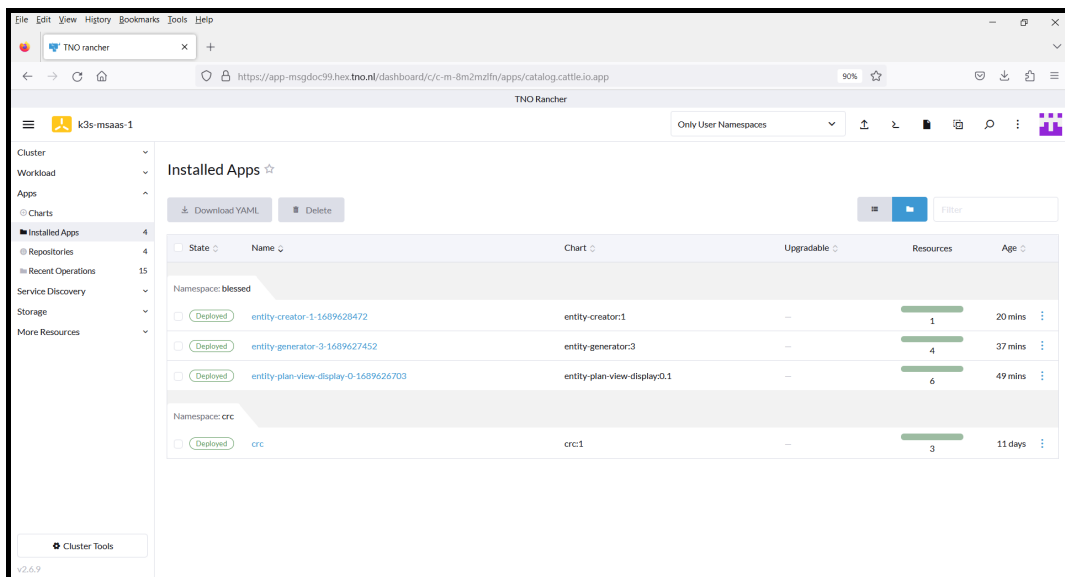 File Edit View History Bookmarks Tools Help
TNO rancher
https://app-msgdoc99.hex.tno.nl/dashboard/c/c-m-8m2mzlfn/apps/catalog.cattle.io.app 90%
TNO Rancher
k3s-msaas-1 Only User Namespaces
Cluster
Workload
Apps
Charts
Installed Apps 4
Repositories 4
Recent Operations 15
Service Discovery
Storage
More Resources
Cluster Tools
v2.6.9
Installed Apps
Download YAML Delete Filter
State Name Chart Upgradable Resources Age
Namespace: blessed
Deployed entity-creator-1-1689628472 entity-creator:1 — 1 20 mins
Deployed entity-generator-3-1689627452 entity-generator:3 — 4 37 mins
Deployed entity-plan-view-display-0-1689626703 entity-plan-view-display:0.1 — 6 49 mins
Namespace: crc
Deployed crc crc:1 — 3 11 days